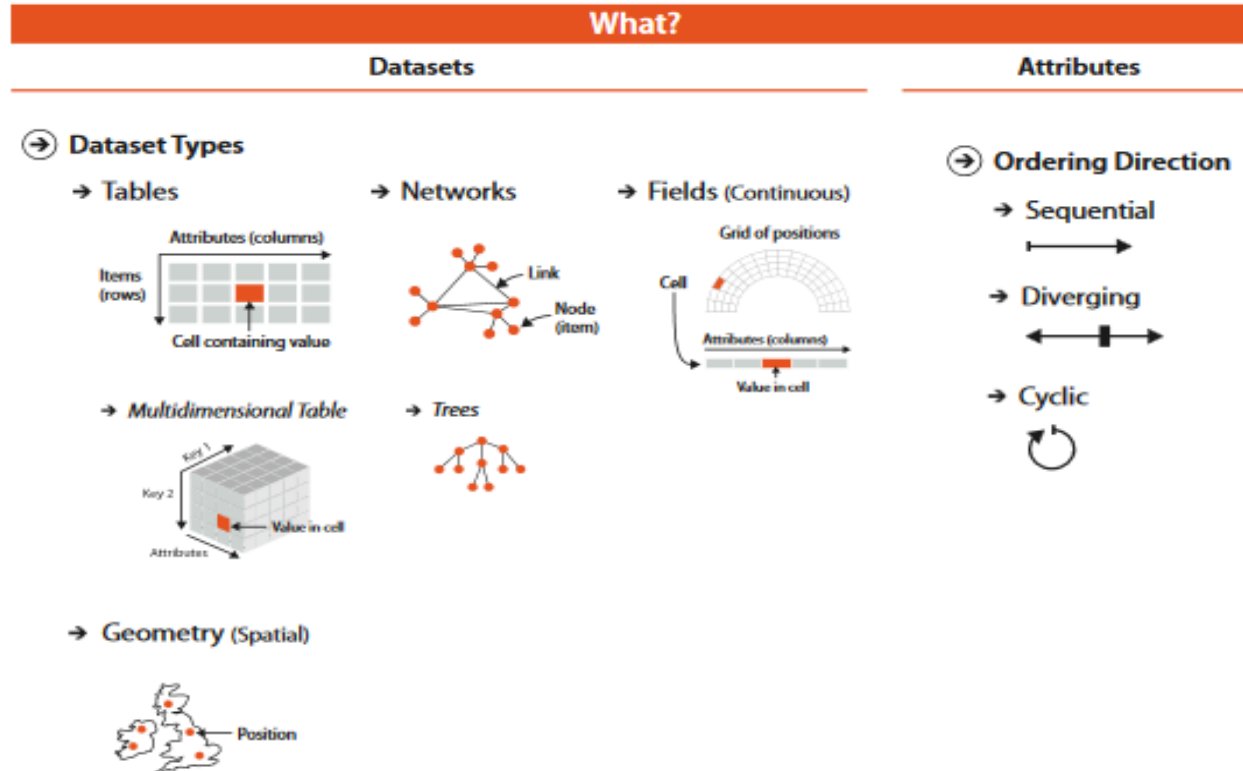 What?
Datasets
Attributes
→ Dataset Types
→ Tables
Attributes (columns)
Items
(rows)
Cell containing value
→ Networks
Link
Node
(item)
→ Fields (Continuous)
Grid of positions
Cell
Attributes (columns)
Value in cell
→ Multidimensional Table
Key 1
Key 2
Value in cell
Attributes
→ Trees
→ Geometry (Spatial)
Position
→ Ordering Direction
→ Sequential
→ Diverging
→ Cyclic